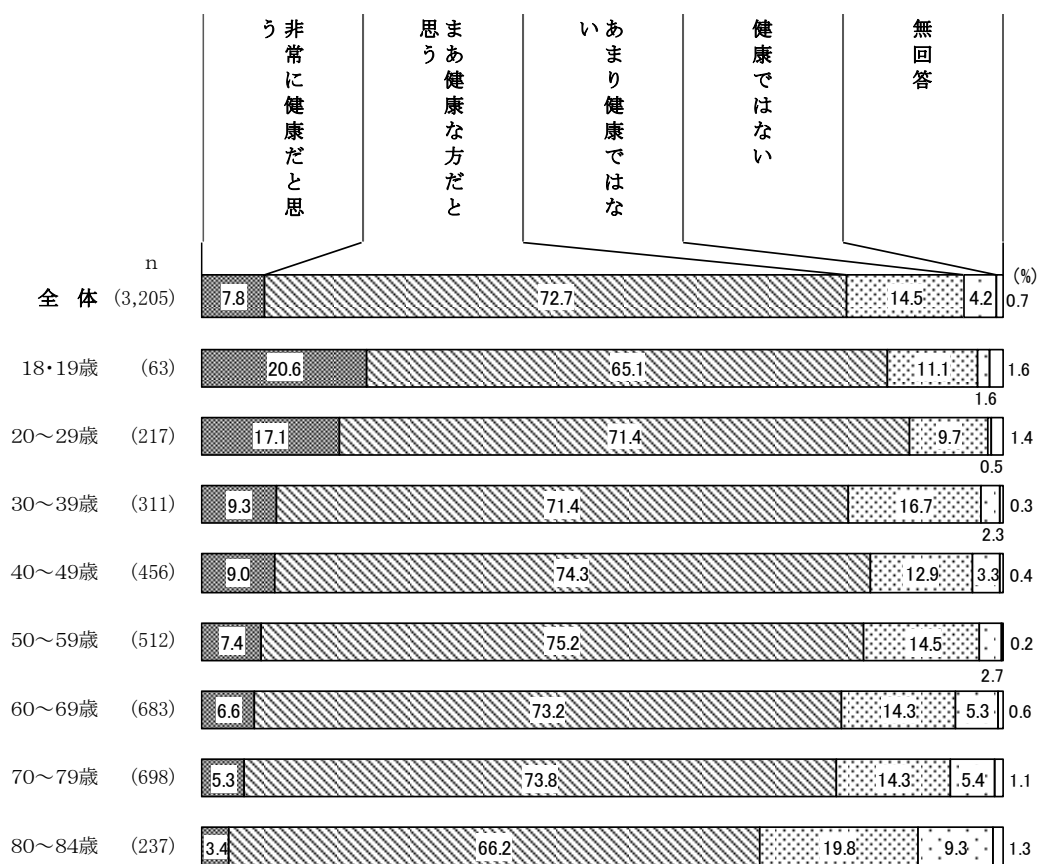 非常に健康だと思う
まあ健康な方だと思う
あまり健康ではない
健康ではない
無回答
n
(%)
全 体 (3,205) 7.8 72.7 14.5 4.2 0.7
18・19歳 (63) 20.6 65.1 11.1 1.6 1.6
20～29歳 (217) 17.1 71.4 9.7 0.5 1.4
30～39歳 (311) 9.3 71.4 16.7 2.3 0.3
40～49歳 (456) 9.0 74.3 12.9 3.3 0.4
50～59歳 (512) 7.4 75.2 14.5 2.7 0.2
60～69歳 (683) 6.6 73.2 14.3 5.3 0.6
70～79歳 (698) 5.3 73.8 14.3 5.4 1.1
80～84歳 (237) 3.4 66.2 19.8 9.3 1.3